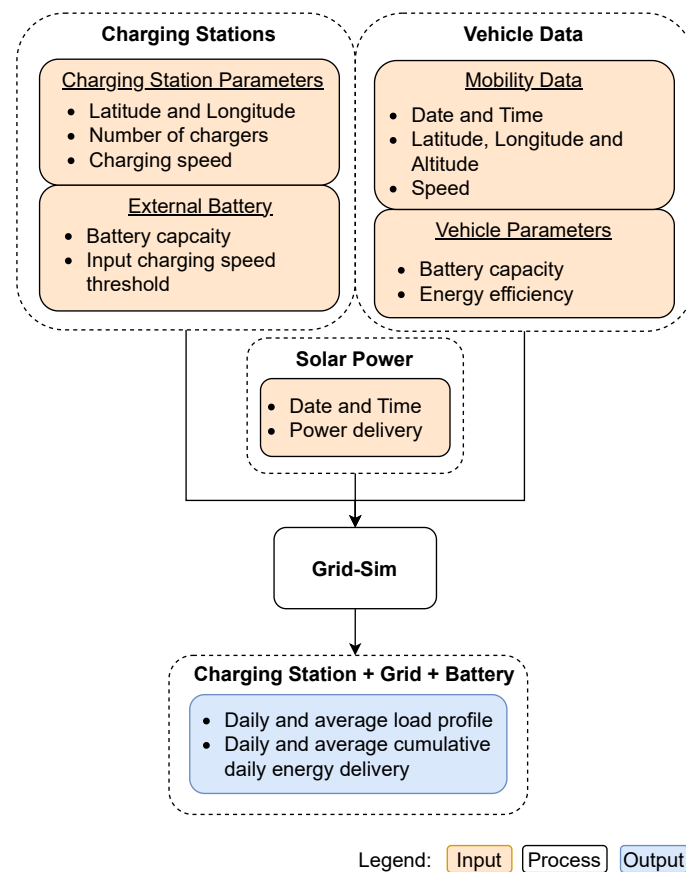 Charging Stations
Charging Station Parameters
• Latitude and Longitude
• Number of chargers
• Charging speed
External Battery
• Battery capcaity
• Input charging speed
threshold
Vehicle Data
Mobility Data
• Date and Time
• Latitude, Longitude and
Altitude
• Speed
Vehicle Parameters
• Battery capacity
• Energy efficiency
Solar Power
• Date and Time
• Power delivery
Grid-Sim
Charging Station + Grid + Battery
• Daily and average load profile
• Daily and average cumulative
daily energy delivery
Legend: Input Process Output